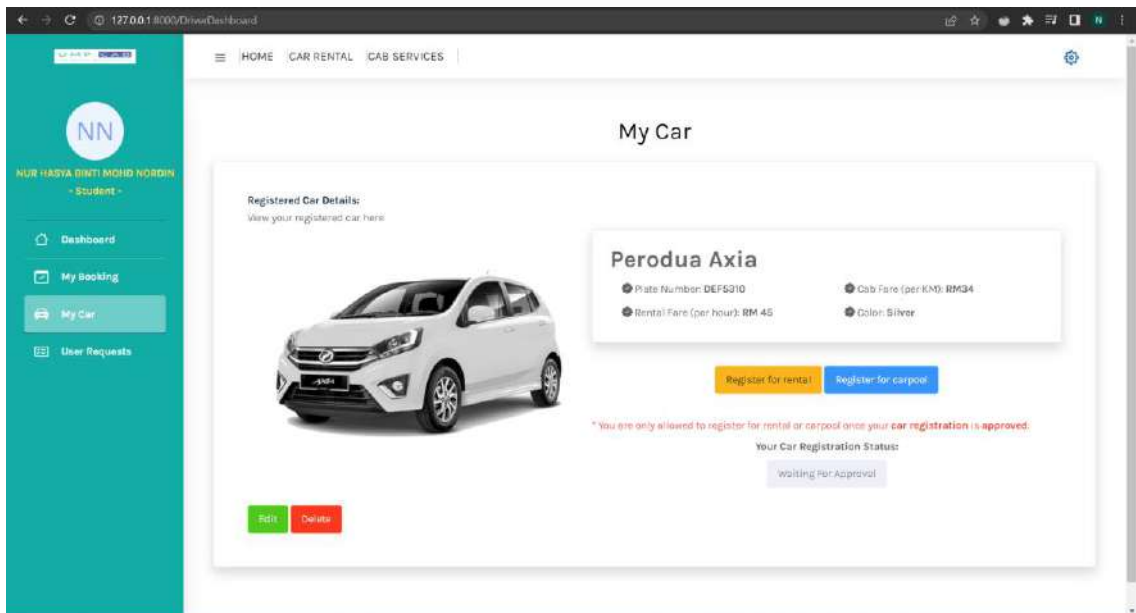 127.0.0.1:8000/DriverDashboard
N
HOME CAR RENTAL CAB SERVICES
NN
NUR HASYA BINTI MOHD NORDIN
- Student -
Dashboard
My Booking
My Car
User Requests
My Car
Registered Car Details:
View your registered car here
Perodua Axia
Plate Number: DEF5310
Cab Fare (per KM): RM34
Rental Fare (per hour): RM 45
Color: Silver
AXIA
Register for rental
Register for carpool
* You are only allowed to register for rental or carpool once your car registration is approved.
Your Car Registration Status:
Waiting For Approval
Edit
Delete